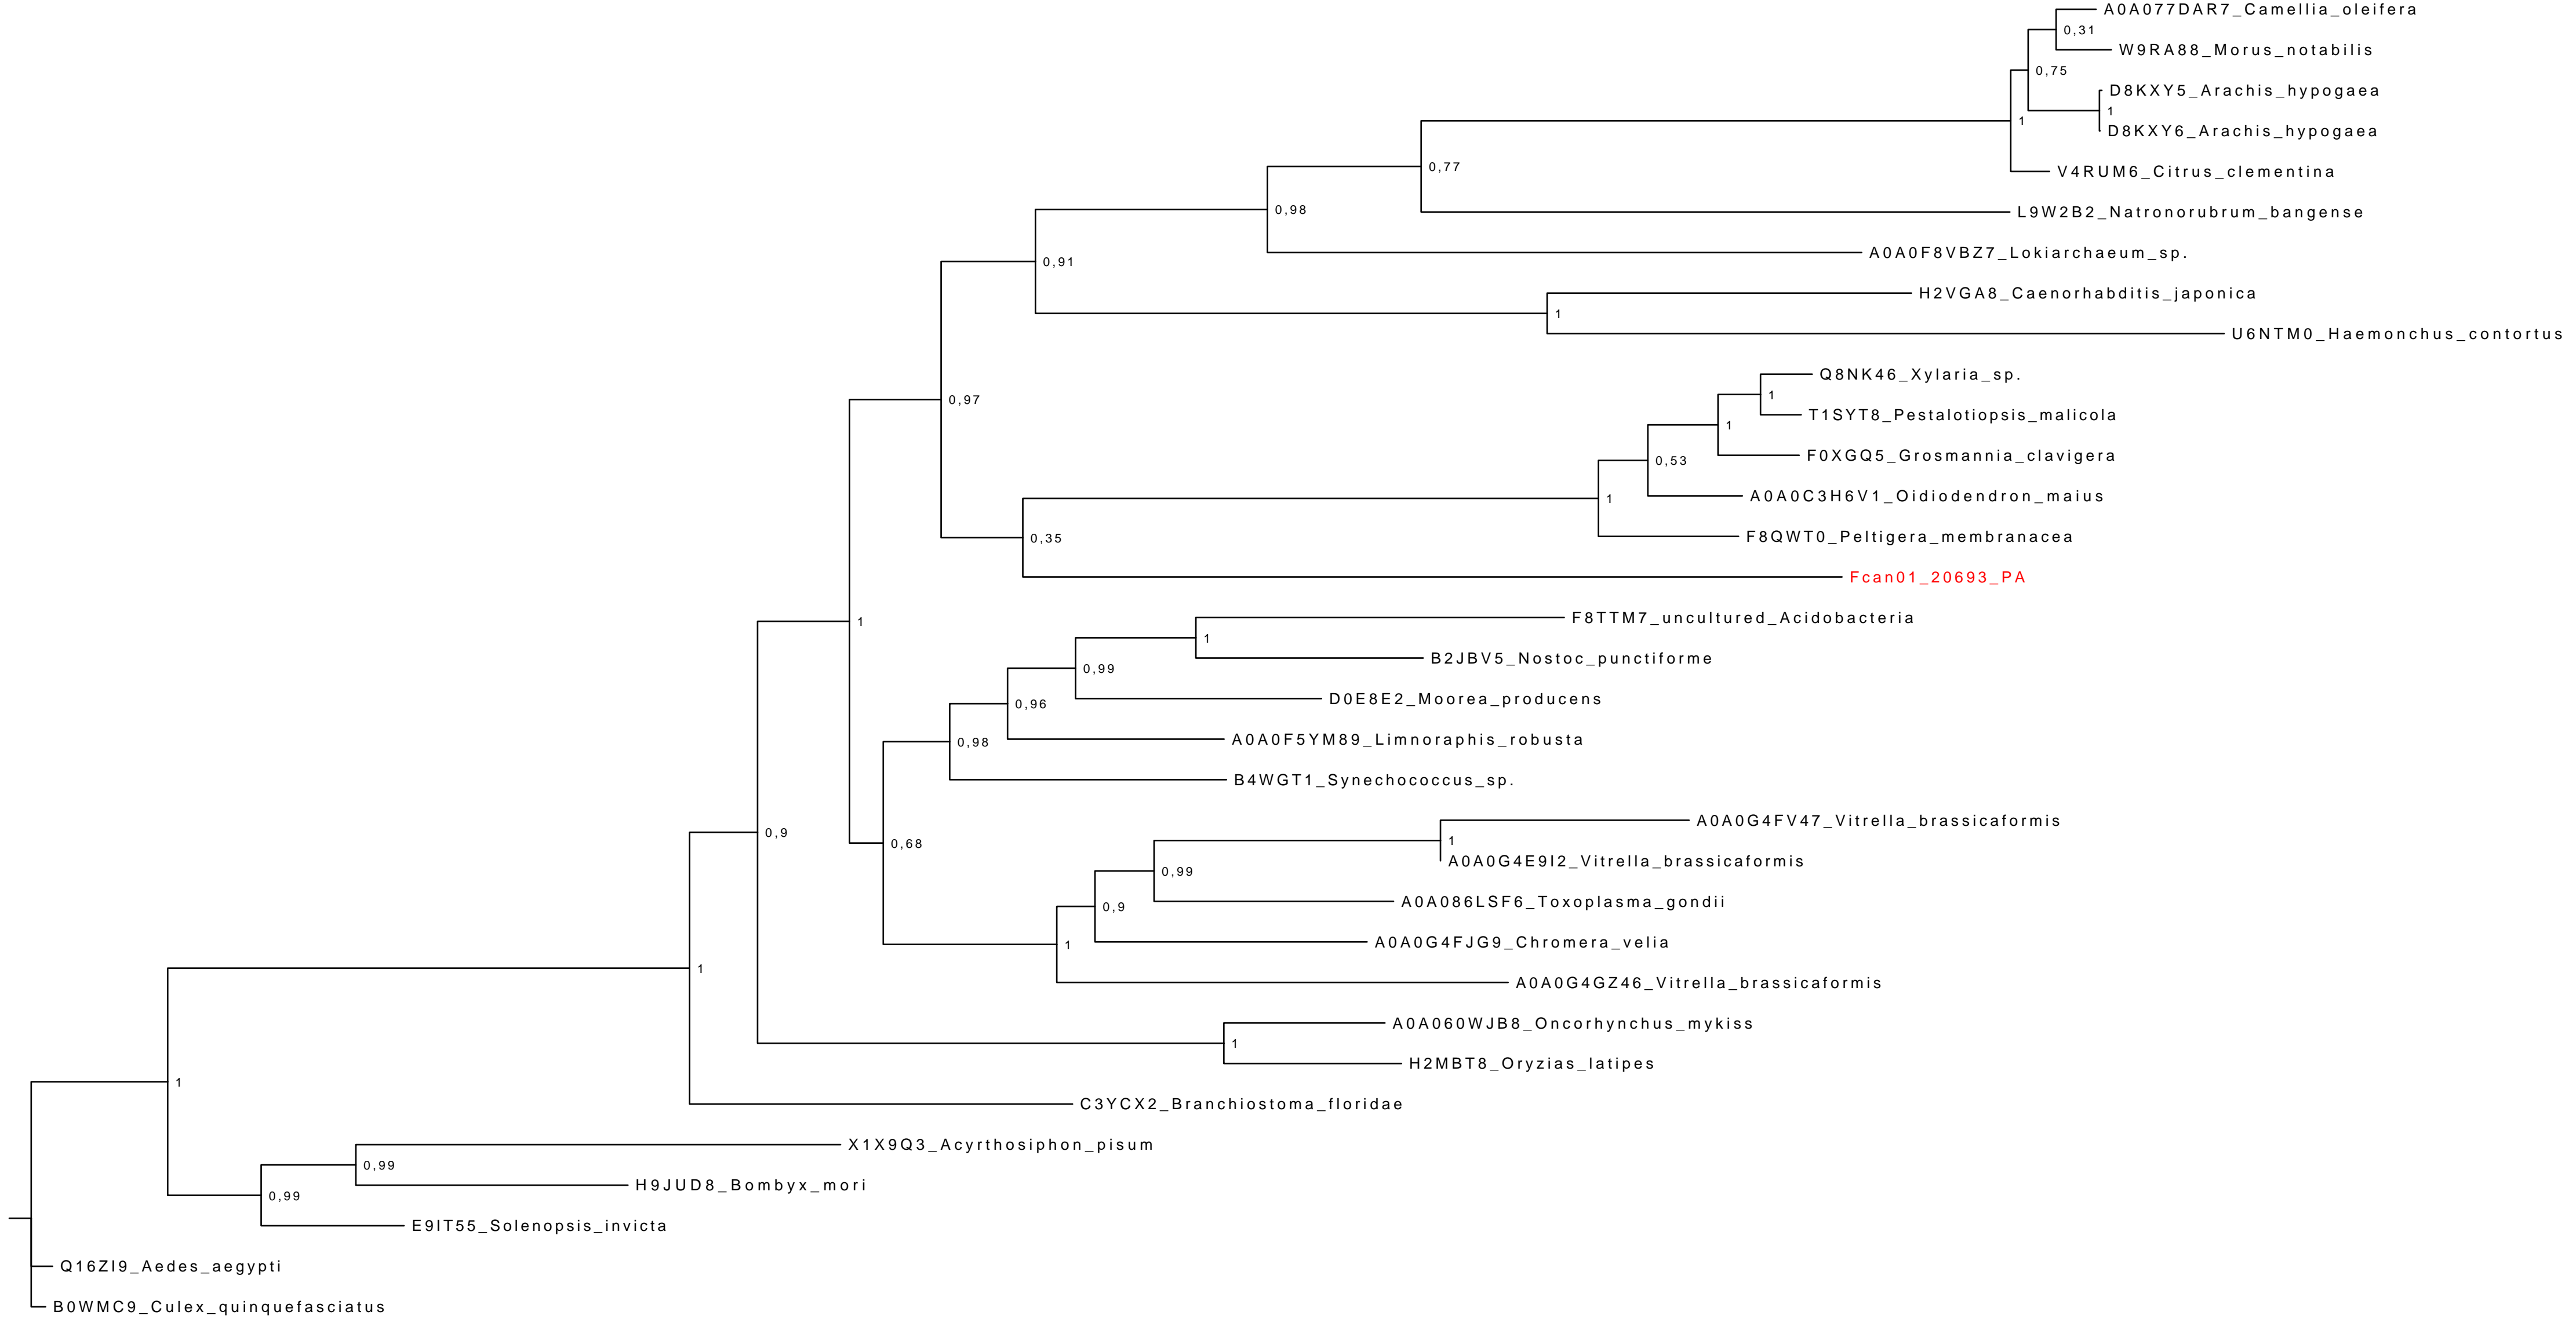 A0A077DAR7_Camellia_oleifera
0,31
W9RA88_Morus_notabilis
0,75
D8KXY5_Arachis_hypogaea
1
1
D8KXY6_Arachis_hypogaea
V4RUM6_Citrus_clementina
0,77
L9W2B2_Natronorubrum_bangense
0,98
A0A0F8VBZ7_Lokiarchaeum_sp.
0,91
H2VGA8_Caenorhabditis_japonica
1
U6NTM0_Haemonchus_contortus
Q8NK46_Xylaria_sp.
1
0,97
T1SYT8_Pestalotiopsis_malicola
1
F0XGQ5_Grosmannia_clavigera
0,53
A0A0C3H6V1_Oidiodendron_maius
1
F8QWT0_Peltigera_membranacea
0,35
Fcan01_20693_PA
F8TTM7_uncultured_Acidobacteria
1
1
B2JBV5_Nostoc_punctiforme
0,99
D0E8E2_Moorea_producens
0,96
A0A0F5YM89_Limnoraphis_robusta
0,98
B4WGT1_Synechococcus_sp.
A0A0G4FV47_Vitrella_brassicaformis
0,9
1
0,68
A0A0G4E9I2_Vitrella_brassicaformis
0,99
A0A086LSF6_Toxoplasma_gondii
0,9
A0A0G4FJG9_Chromera_velia
1
1
A0A0G4GZ46_Vitrella_brassicaformis
A0A060WJB8_Oncorhynchus_mykiss
1
H2MBT8_Oryzias_latipes
1
C3YCX2_Branchiostoma_floridae
X1X9Q3_Acyrthosiphon_pisum
0,99
H9JUD8_Bombyx_mori
0,99
E9IT55_Solenopsis_invicta
Q16ZI9_Aedes_aegypti
B0WMC9_Culex_quinquefasciatus